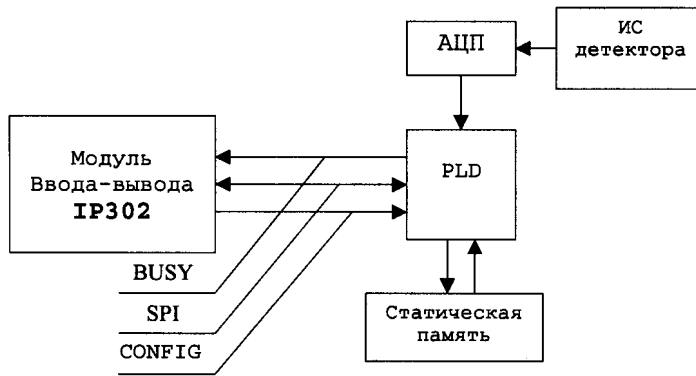 АЦП
ИС
детектора
Модуль
Ввода-вывода
IP302
PLD
BUSY
SPI
CONFIG
Статическая
память